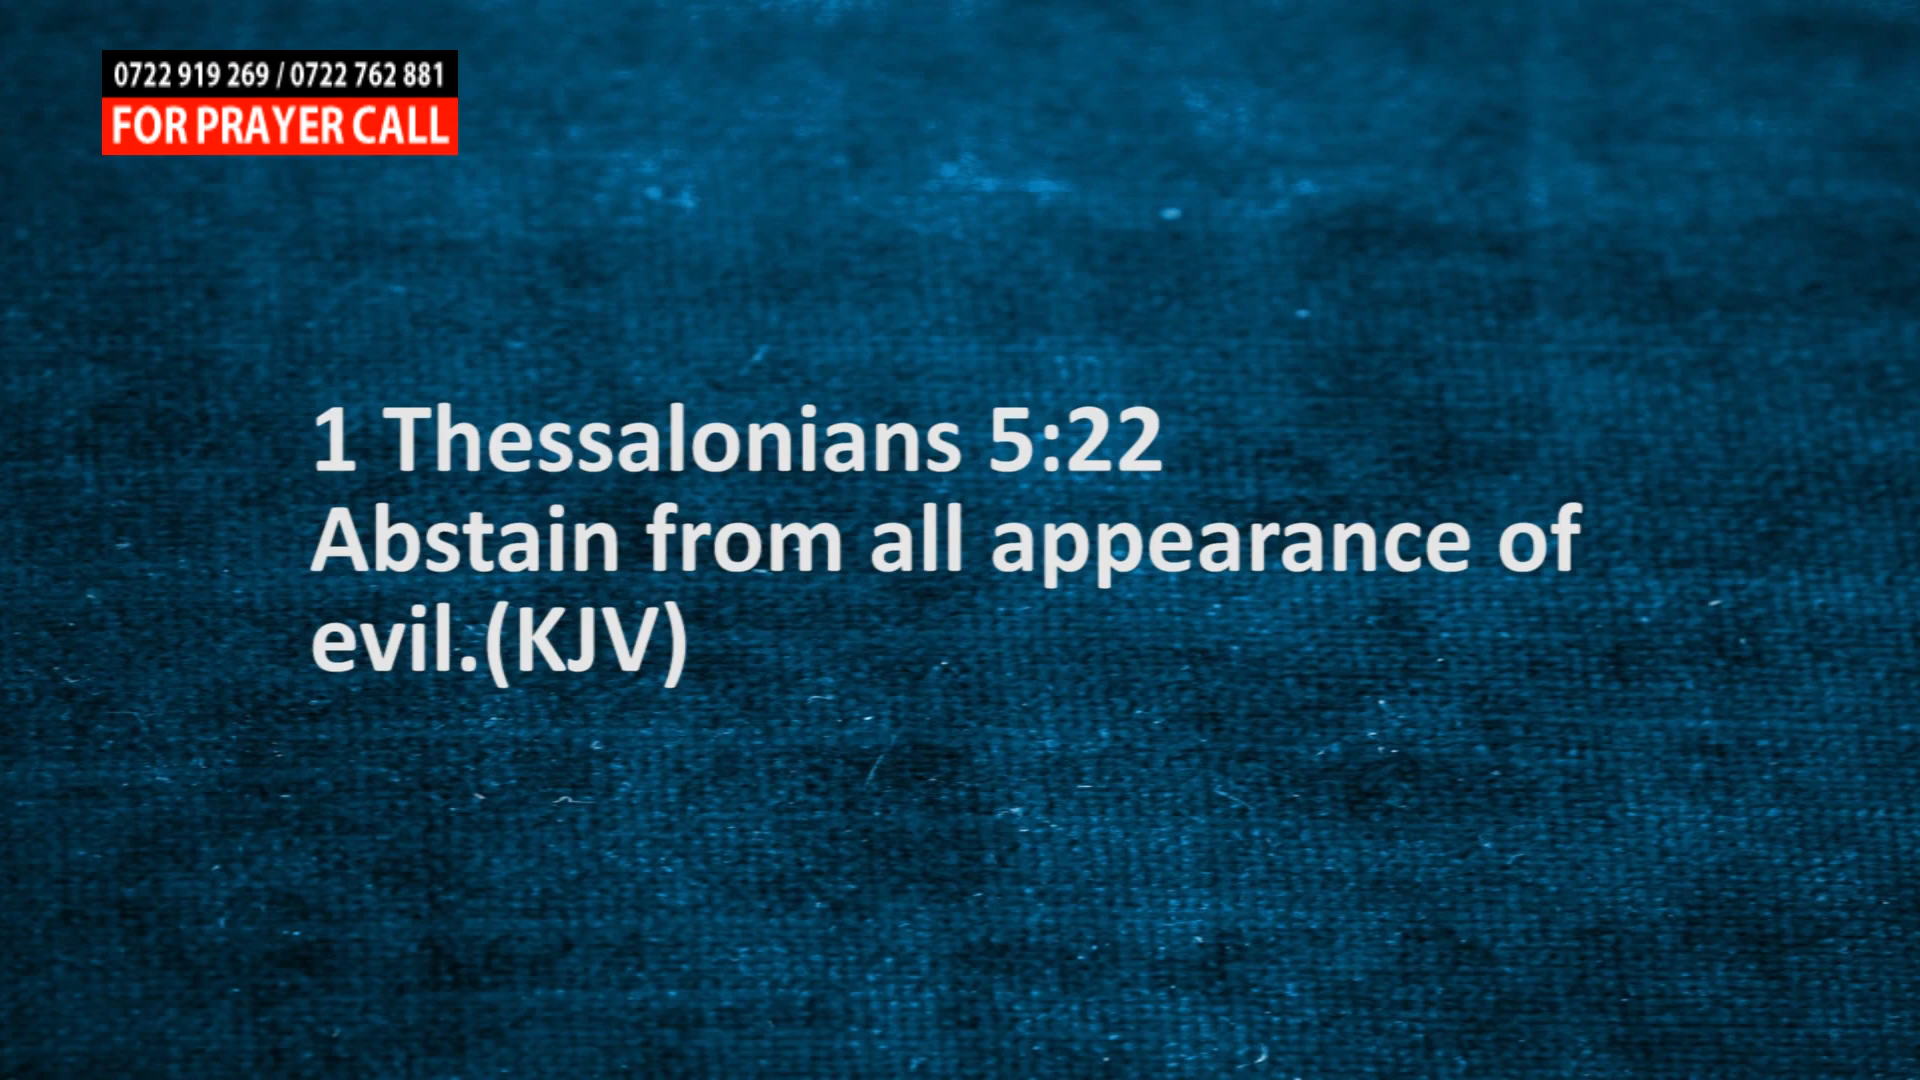 0722 919 269 / 0722 762 881
FOR PRAYER CALL
1 Thessalonians 5:22
Abstain from all appearance of
evil.(KJV)